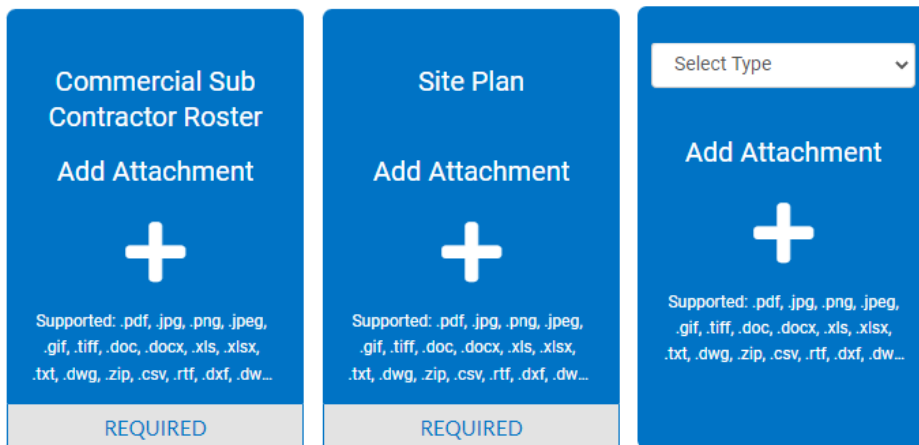 Commercial Sub
Contractor Roster
Add Attachment
Supported: .pdf, .jpg, .png, .jpeg,
.gif, .tiff, .doc, .docx, .xls, .xlsx,
.txt, .dwg, .zip, .csv, .rtf, .dxf, .dw...
REQUIRED
Site Plan
Add Attachment
Supported: .pdf, .jpg, .png, .jpeg,
.gif, .tiff, .doc, .docx, .xls, .xlsx,
.txt, .dwg, .zip, .csv, .rtf, .dxf, .dw...
REQUIRED
Select Type
Add Attachment
Supported: .pdf, .jpg, .png, .jpeg,
.gif, .tiff, .doc, .docx, .xls, .xlsx,
.txt, .dwg, .zip, .csv, .rtf, .dxf, .dw...